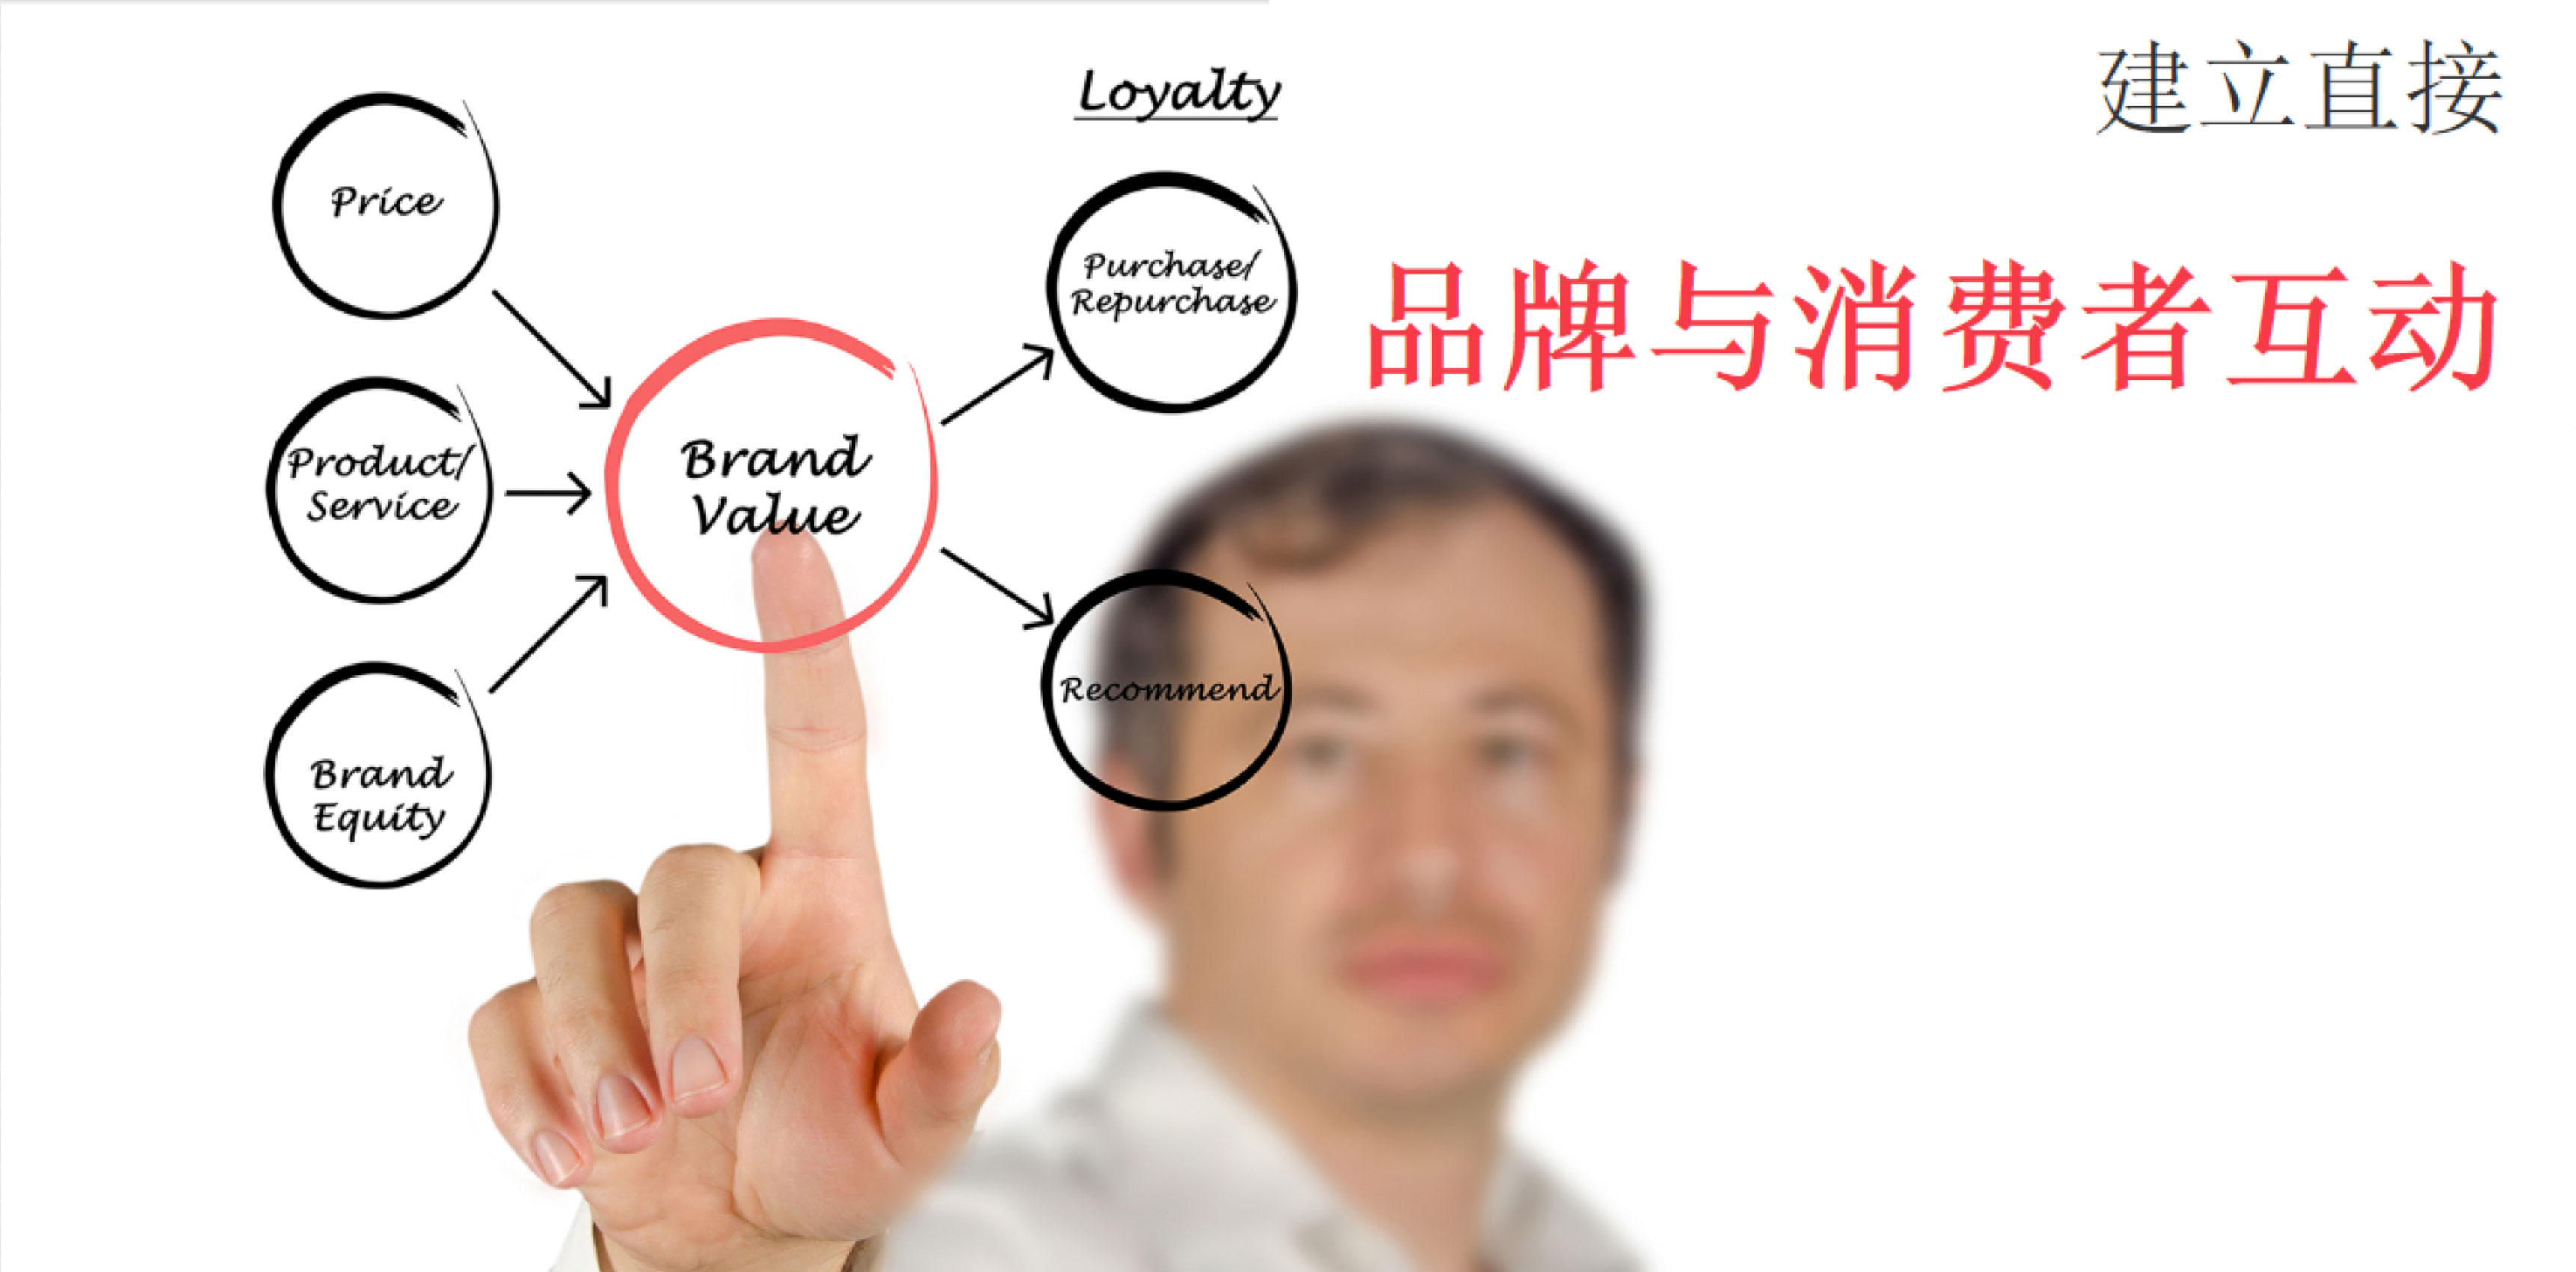 建立直接
品牌与消费者互动
Loyalty
Price
Purchase/
Repurchase
Product/
Service
Brand
Value
Recommend
Brand
Equity